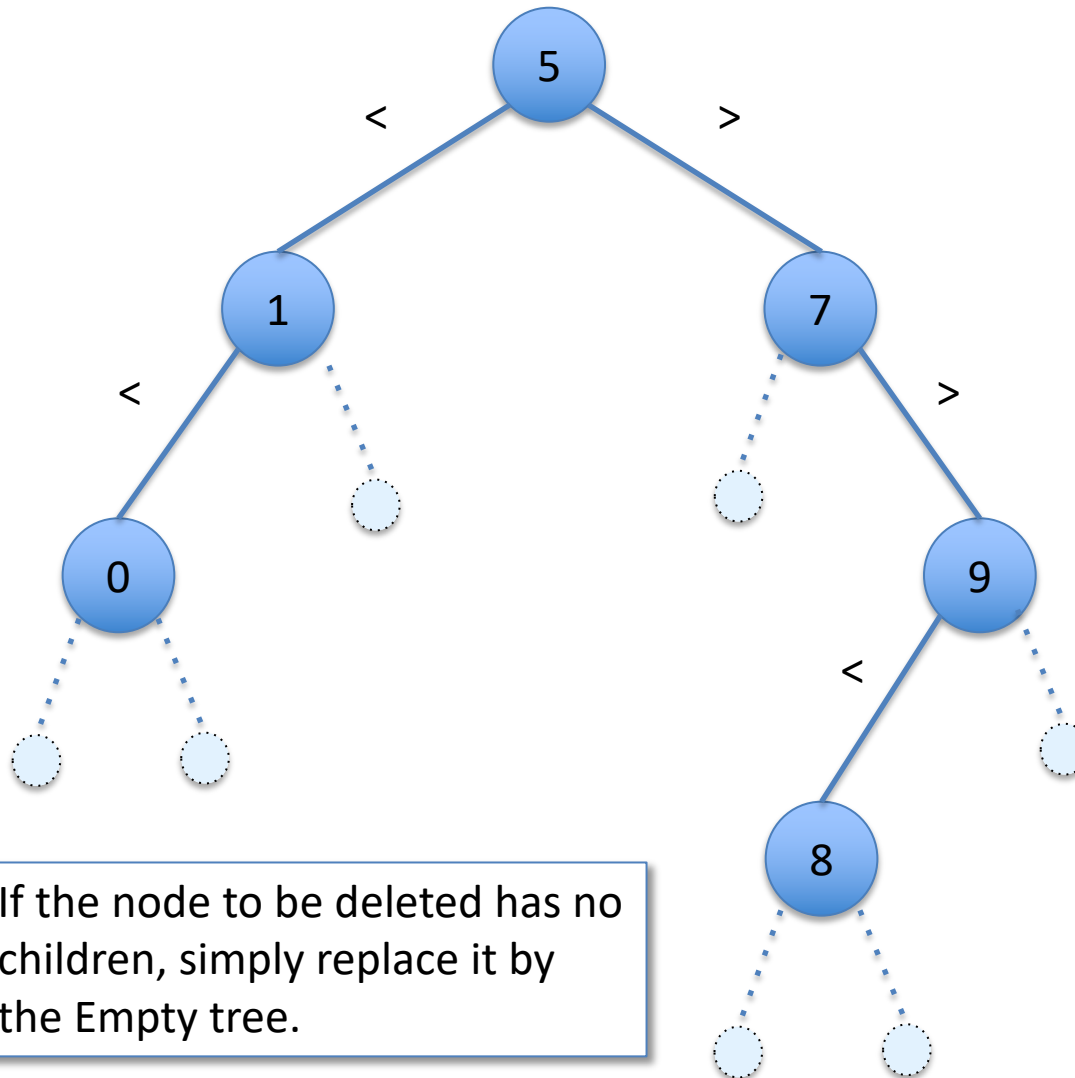 5
< >
1 7
< >
0 9
<
8
If the node to be deleted has no
children, simply replace it by
the Empty tree.